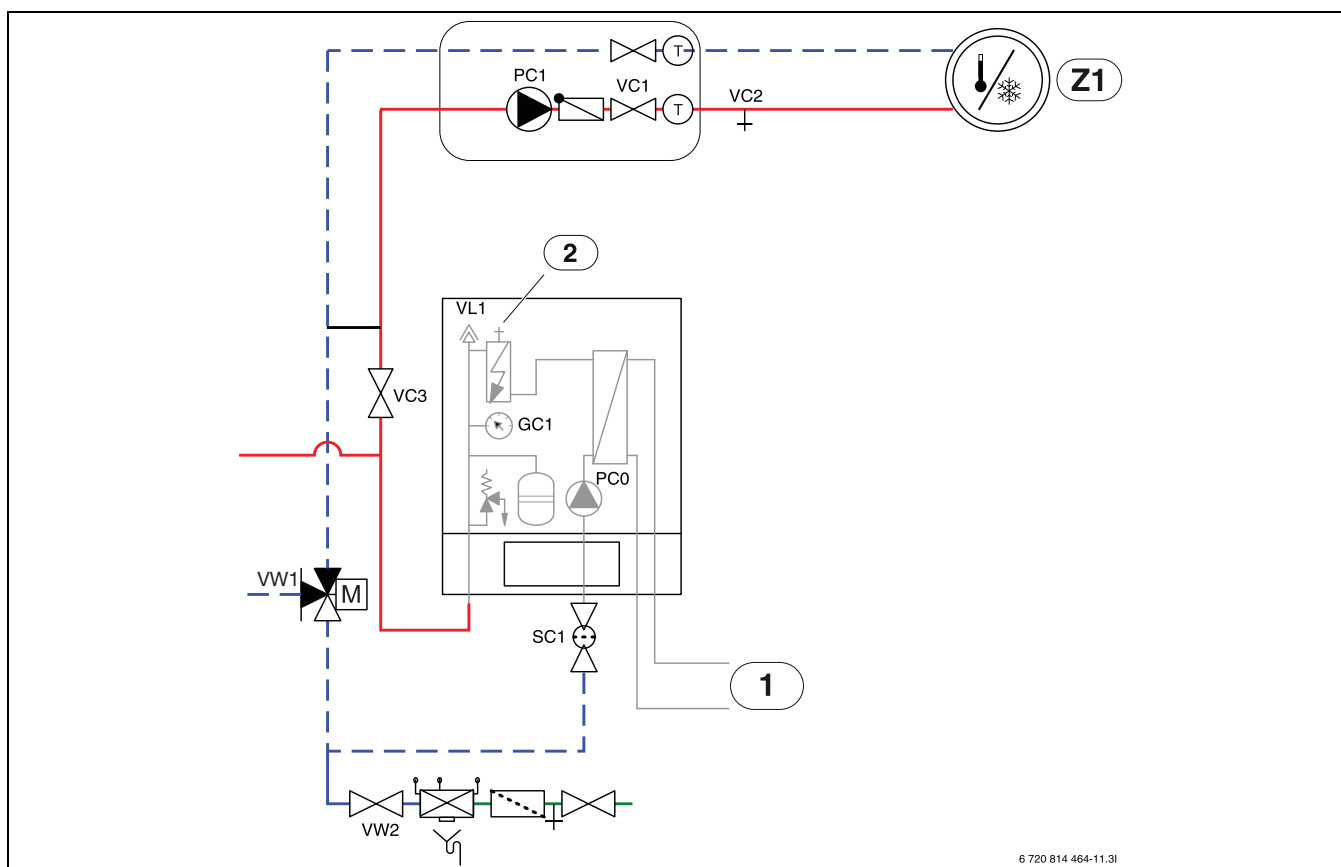 T
PC1
VC1
T
VC2
Z1
2
VL1
VC3
GC1
PC0
VW1
M
SC1
1
VW2
6 720 814 464-11.3I